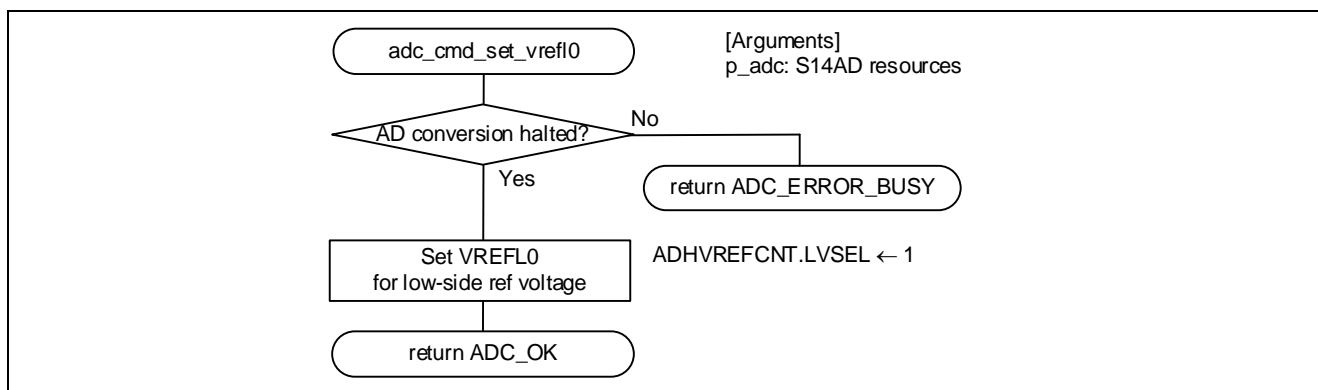 adc_cmd_set_vrefl0
[Arguments]
p_adc: S14AD resources
AD conversion halted?
No
Yes
return ADC_ERROR_BUSY
Set VREFL0
for low-side ref voltage
ADHVREFCNT.LVSEL ← 1
return ADC_OK